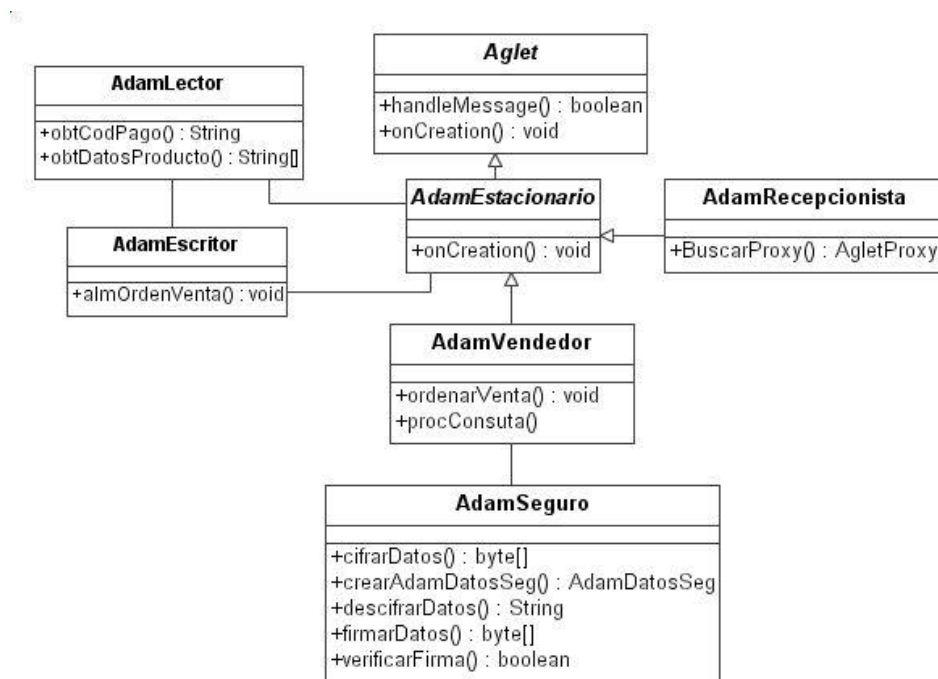 Aglet
+handleMessage() : boolean
+onCreation() : void
AdamLector
+obtCodPago() : String
+obtDatosProducto() : String[]
AdamEstacionario
+onCreation() : void
AdamRecepcionista
+BuscarProxy() : AgletProxy
AdamEscritor
+almOrdenVenta() : void
AdamVendedor
+ordenarVenta() : void
+procConsuta()
AdamSeguro
+cifrarDatos() : byte[]
+crearAdamDatosSeg() : AdamDatosSeg
+descifrarDatos() : String
+firmarDatos() : byte[]
+verificarFirma() : boolean